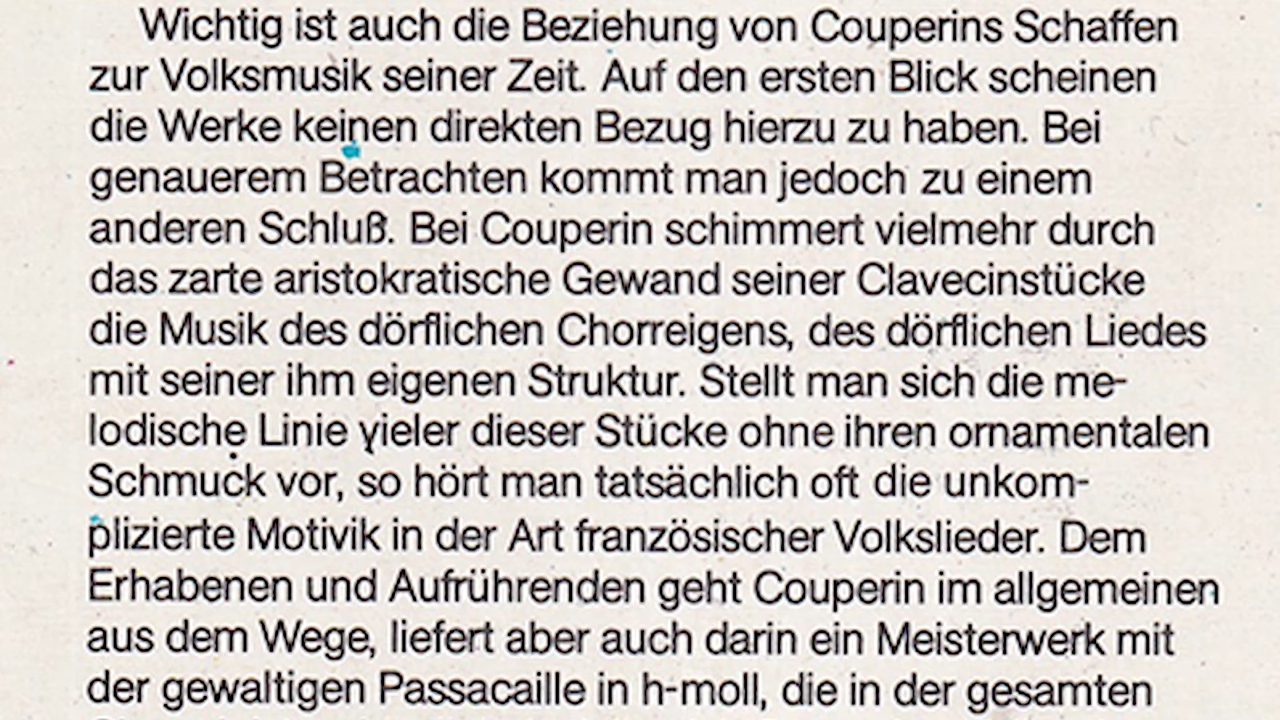 Wichtig ist auch die Beziehung von Couperins Schaffen
zur Volksmusik seiner Zeit. Auf den ersten Blick scheinen
die Werke keinen direkten Bezug hierzu zu haben. Bei
genauerem Betrachten kommt man jedoch zu einem
anderen Schluß. Bei Couperin schimmert vielmehr durch
das zarte aristokratische Gewand seiner Clavecinstücke
die Musik des dörflichen Chorreigens, des dörflichen Liedes
mit seiner ihm eigenen Struktur. Stellt man sich die me-
lodische Linie vieler dieser Stücke ohne ihren ornamentalen
Schmuck vor, so hört man tatsächlich oft die unkom-
plizierte Motivik in der Art französischer Volkslieder. Dem
Erhabenen und Aufrührenden geht Couperin im allgemeinen
aus dem Wege, liefert aber auch darin ein Meisterwerk mit
der gewaltigen Passacaille in h-moll, die in der gesamten